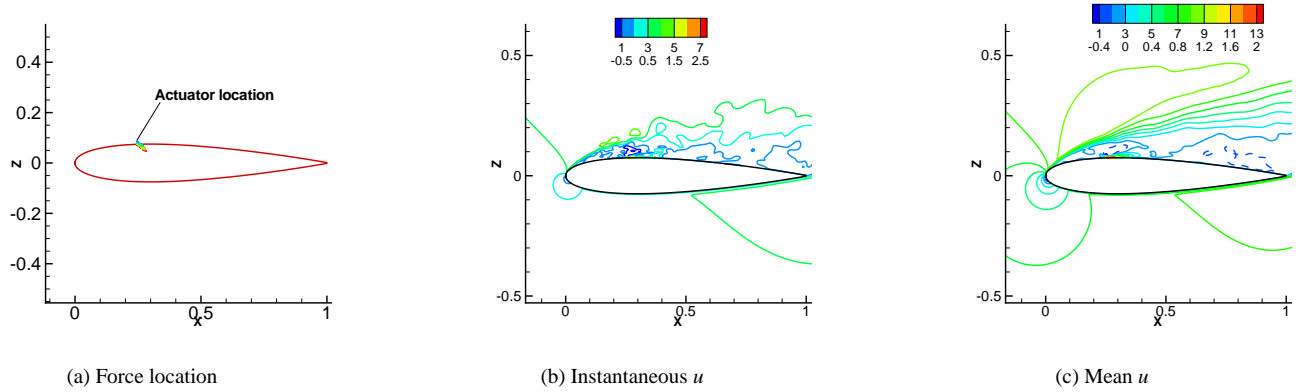 0.4
0.2
0
-0.2
-0.4
z
Actuator location
0
0.5
1
x
(a) Force location
1 3 5 7
-0.5 0.5 1.5 2.5
0.5
0
-0.5
z
0
0.5
1
x
(b) Instantaneous u
1 3 5 7 9 11 13
-0.4 0 0.4 0.8 1.2 1.6 2
0.5
0
-0.5
z
0
0.5
1
x
(c) Mean u